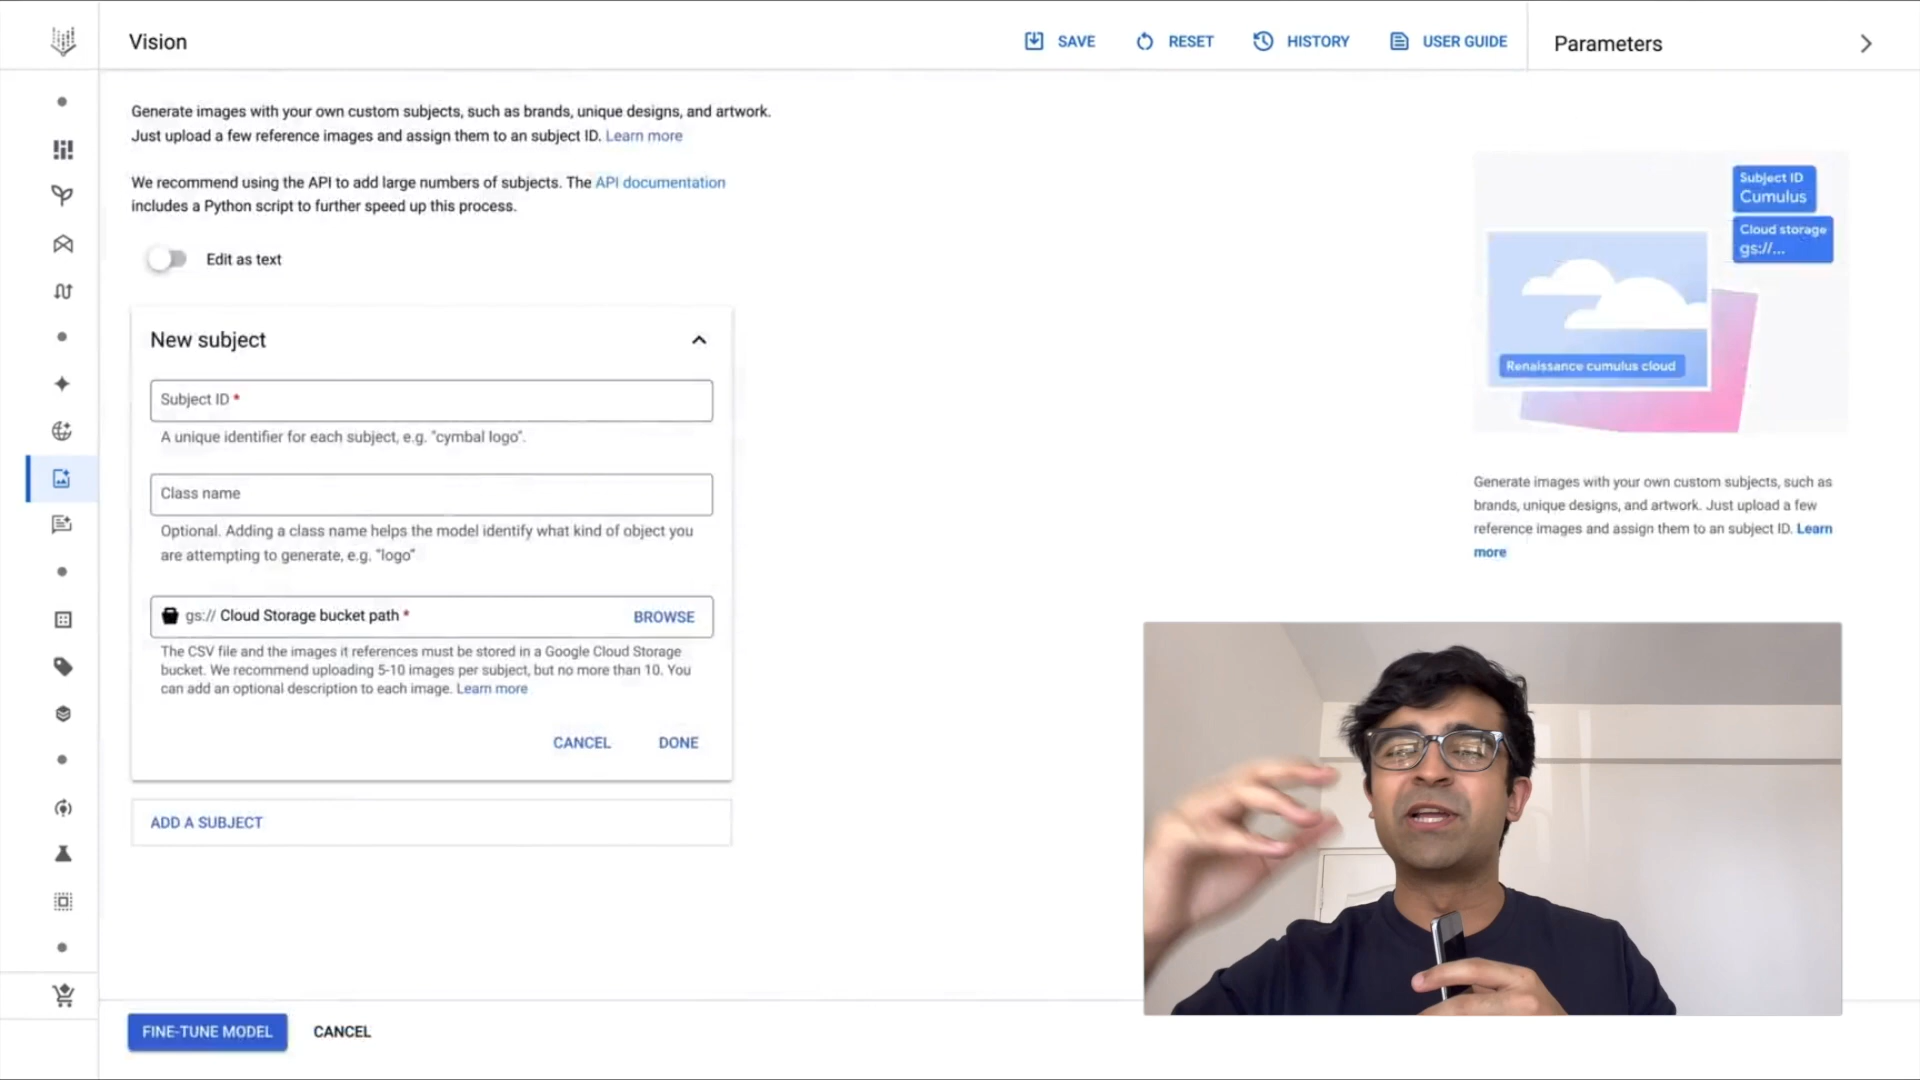 Vision
SAVE
RESET
HISTORY
USER GUIDE
Parameters
Generate images with your own custom subjects, such as brands, unique designs, and artwork.
Just upload a few reference images and assign them to an subject ID. Learn more
We recommend using the API to add large numbers of subjects. The API documentation
includes a Python script to further speed up this process.
Edit as text
New subject
Subject ID *
A unique identifier for each subject, e.g. "cymbal logo".
Class name
Optional. Adding a class name helps the model identify what kind of object you
are attempting to generate, e.g. "logo"
gs:// Cloud Storage bucket path *
BROWSE
The CSV file and the images it references must be stored in a Google Cloud Storage
bucket. We recommend uploading 5-10 images per subject, but no more than 10. You
can add an optional description to each image. Learn more
CANCEL
DONE
ADD A SUBJECT
FINE-TUNE MODEL
CANCEL
Subject ID
Cumulus
Cloud storage
gs://...
Renaissance cumulus cloud
Generate images with your own custom subjects, such as
brands, unique designs, and artwork. Just upload a few
reference images and assign them to an subject ID. Learn
more